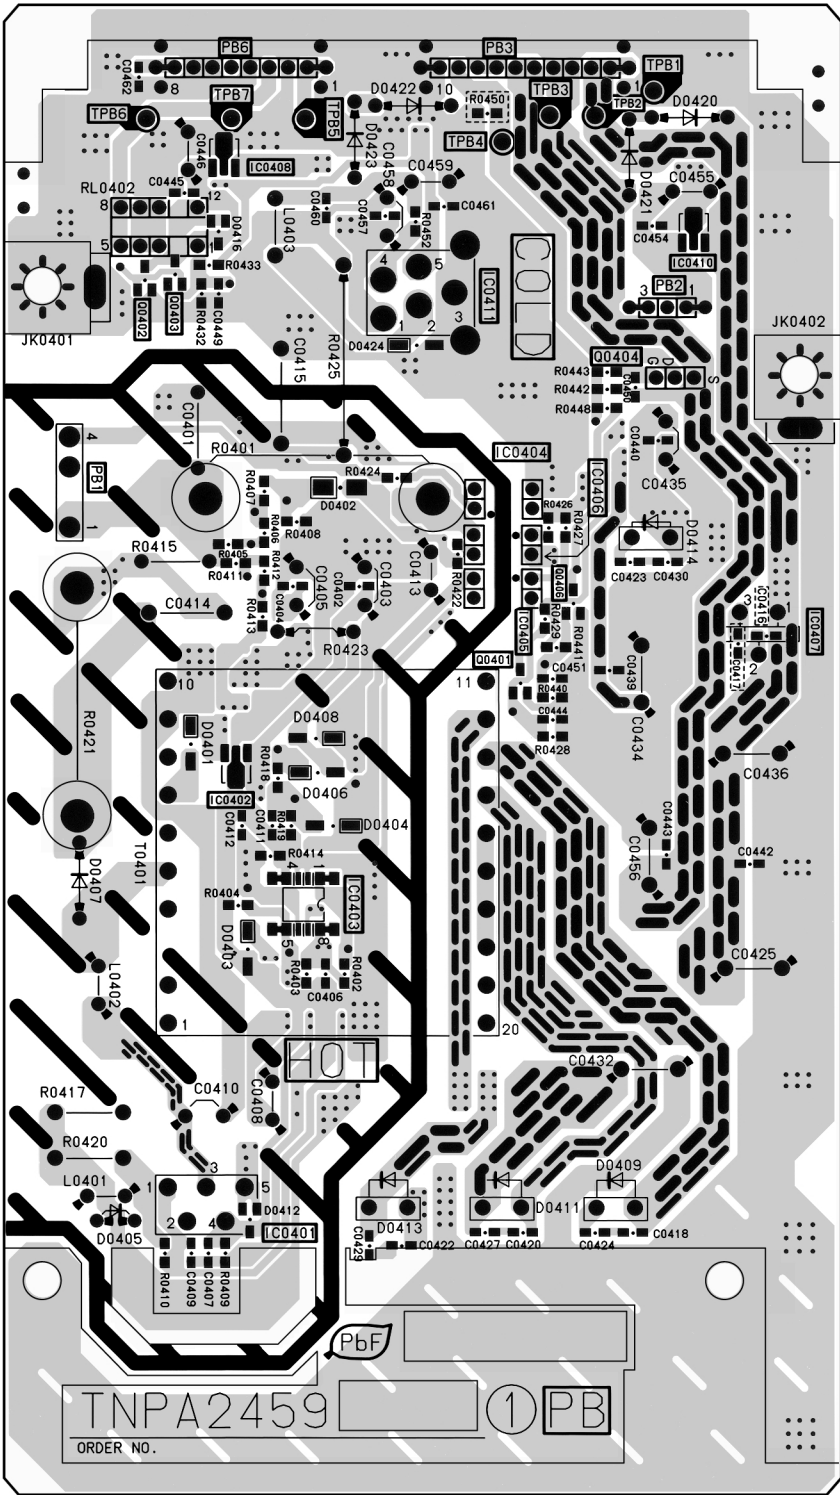 PB6
PB3
TPB1
C0462
8
1
D0422
10
R0450
TPB3
1
TPB2
D0420
TPB6
TPB7
TPB5
TPB4
C0446
IC0408
D0423
C0458
C0459
D0421
C0455
RL0402
C0445
12
8
D0416
L0403
C0460
C0457
R0452
C0461
C0454
IC0410
COLD
5
1
R0433
4
5
IC0411
3
PB2
1
JK0401
Q0402
Q0403
R0432
C0449
1
2
3
D0424
JK0402
C0415
R0425
Q0404
G
D
S
R0443
R0442
C0450
R0448
C0401
R0401
IC0404
C0440
4
PB1
1
R0424
IC0406
C0435
R0407
D0402
R0426
R0408
R0406
R0427
D0414
R0415
R0405
R0411
R0412
C0405
C0402
C0403
C0413
R0422
Q0406
C0423
C0430
C0414
R0413
C0404
R0423
IC0405
R0429
R0441
3
C0416
1
IC0407
C0417
2
Q0401
C0451
C0439
10
11
R0440
C0444
R0428
C0434
R0421
D0401
D0408
R0418
D0406
C0436
IC0402
C0412
C0411
R0419
D0404
C0443
T0401
R0414
C0456
C0442
D0407
4
1
R0404
IC0403
D0403
5
8
L0402
R0403
C0406
R0402
C0425
1
20
HOT
C0432
R0417
C0410
C0408
R0420
3
D0409
L0401
1
5
2
4
D0412
D0413
D0411
D0405
IC0401
C0429
C0422
C0427
C0420
C0424
C0418
R0410
C0409
C0407
R0409
PbF
TNPA2459
1
PB
ORDER NO.